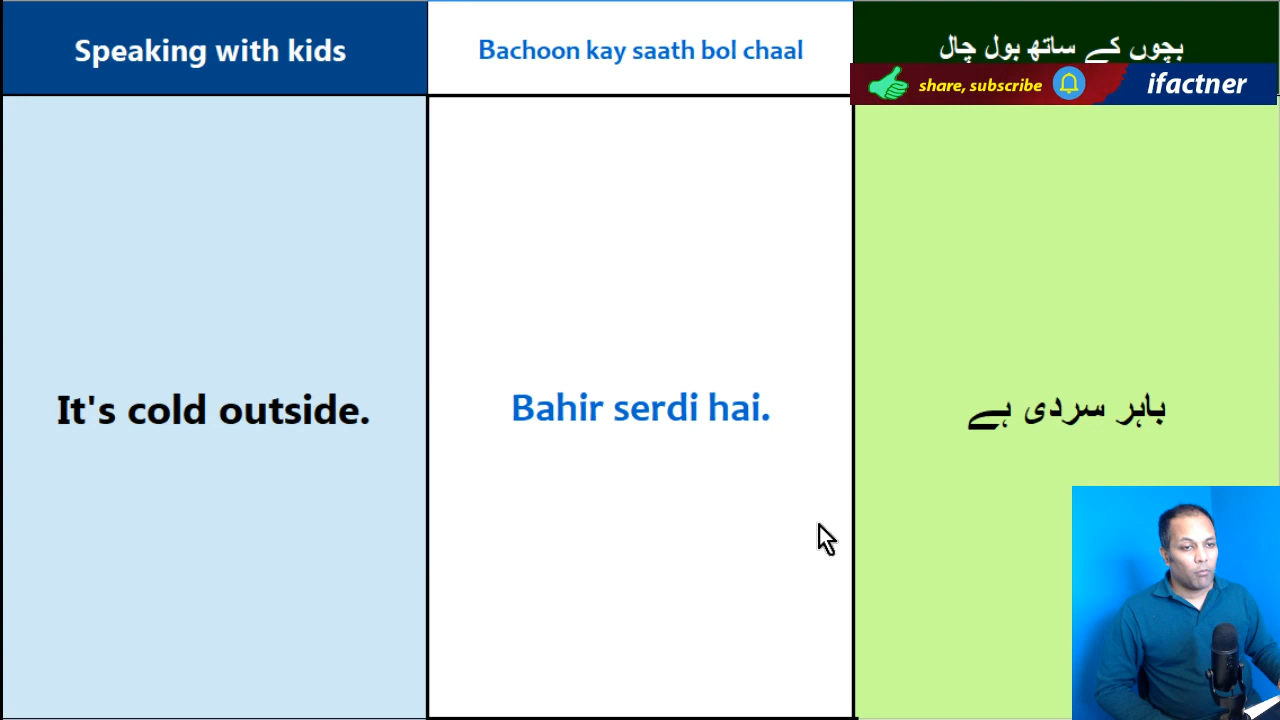 Speaking with kids
Bachoon kay saath bol chaal
بچوں کے ساتھ بول چال
share, subscribe
ifactner
It's cold outside.
Bahir serdi hai.
باہر سردی ہے